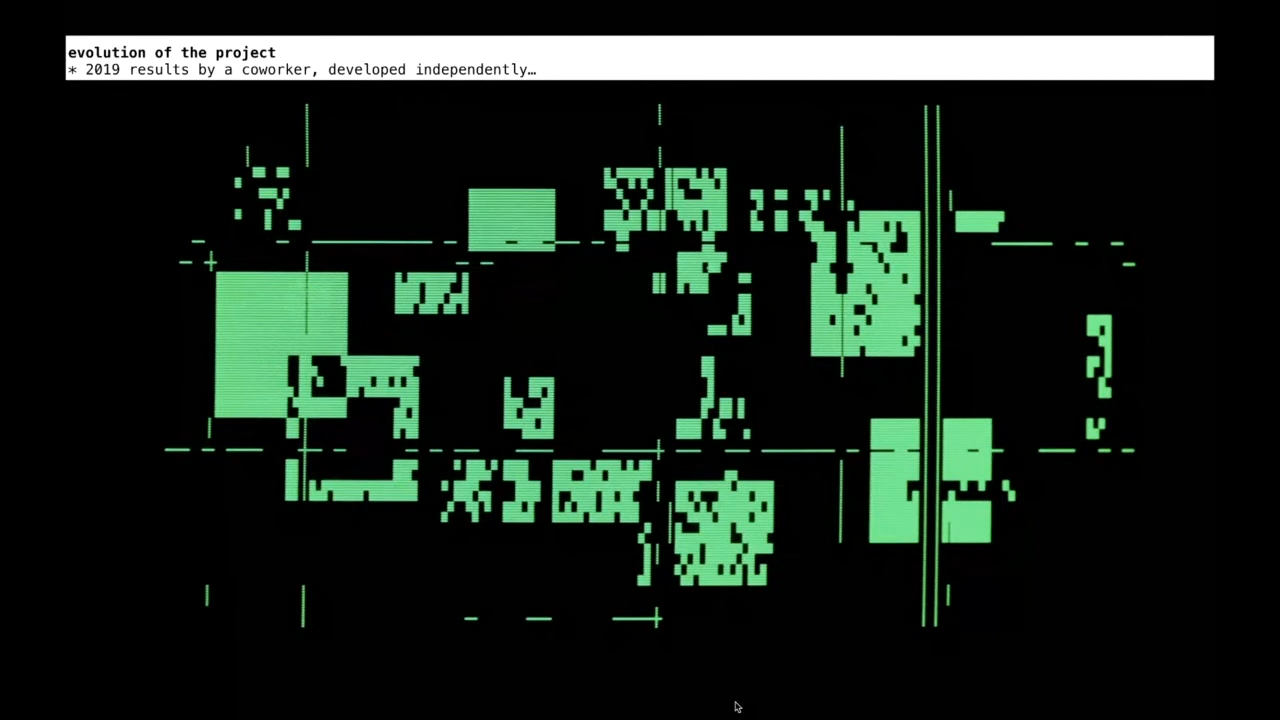 evolution of the project
* 2019 results by a coworker, developed independently…